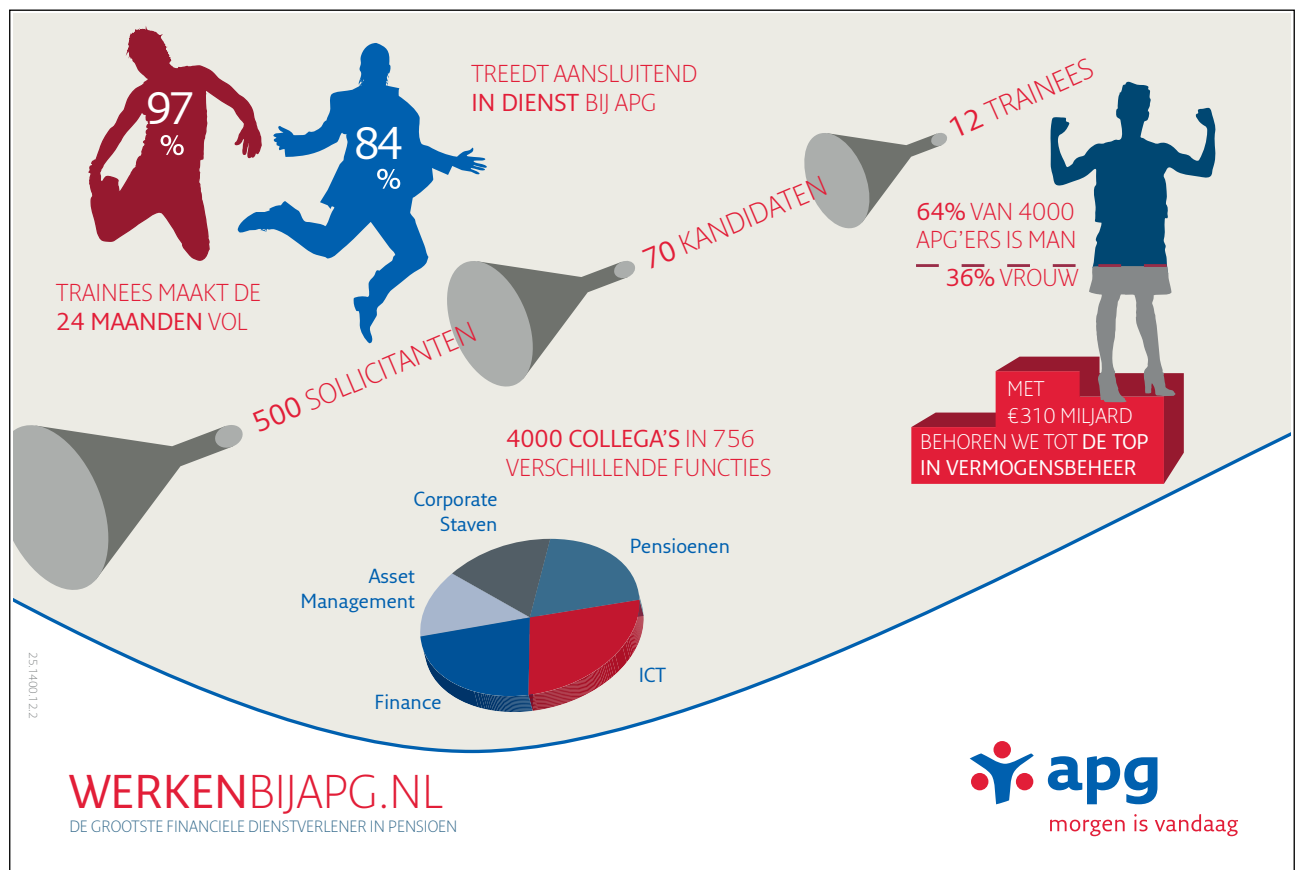 97
%
84
%
TREEDT AANSLUITEND
IN DIENST BIJ APG
TRAINEES MAAKT DE
24 MAANDEN VOL
500 SOLLICITANTEN
70 KANDIDATEN
12 TRAINEES
64% VAN 4000
APG'ERS IS MAN
36% VROUW
MET
€310 MILJARD
BEHOREN WE TOT DE TOP
IN VERMOGENSBEHEER
4000 COLLEGA'S IN 756
VERSCHILLENDE FUNCTIES
Corporate
Staven
Pensioenen
Asset
Management
ICT
Finance
25.1400.12.2
WERKENBIJAPG.NL
DE GROOTSTE FINANCIELE DIENSTVERLENER IN PENSIOEN
apg
morgen is vandaag